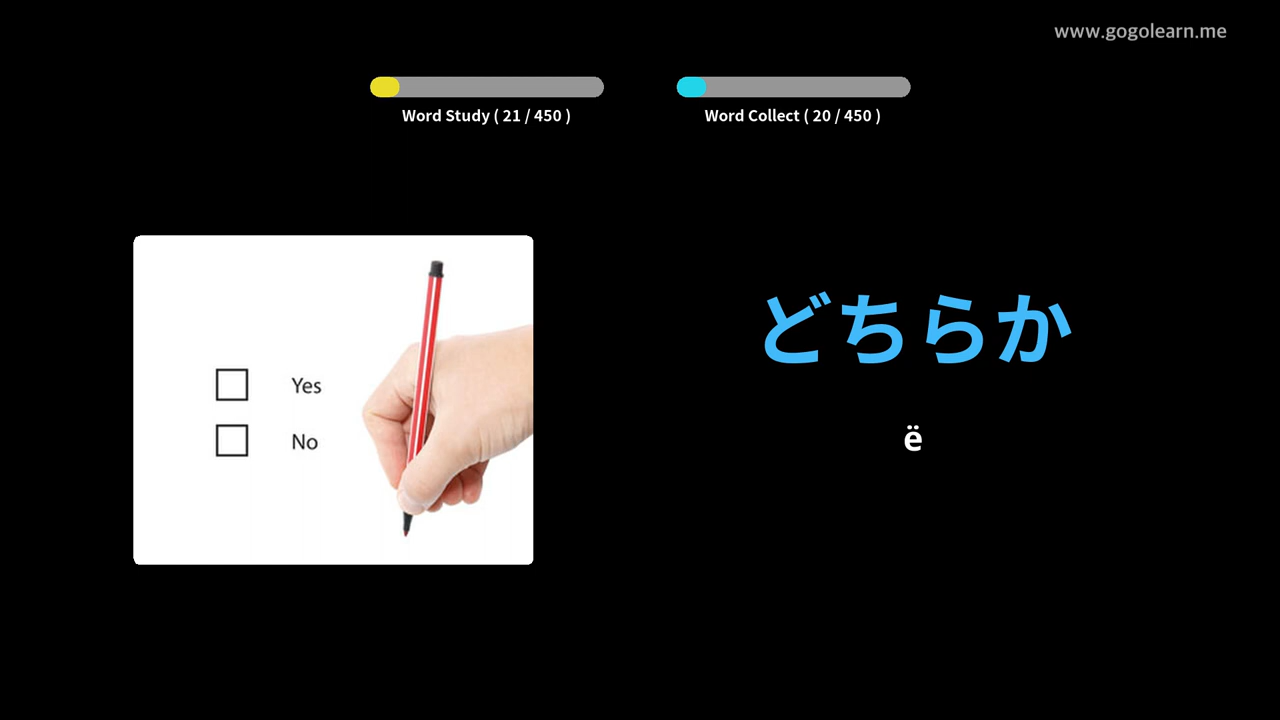 www.gogolearn.me
Word Study ( 21 / 450 )
Word Collect ( 20 / 450 )
Yes
No
どちらか
ë